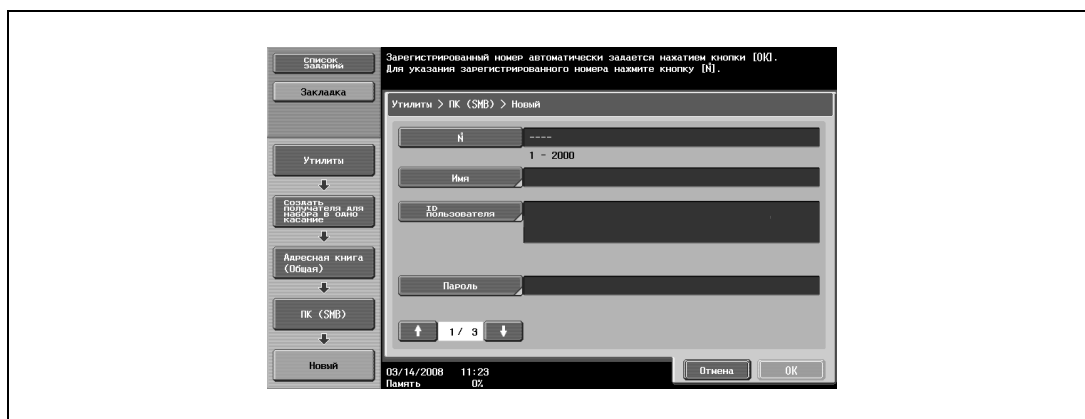 Список
заданий
Закладка
Утилиты
Создать
получателя для
набора в одно
касание
Адресная книга
(Общая)
ПК (SMB)
Новый
Зарегистрированный номер автоматически задается нажатием кнопки [OK].
Для указания зарегистрированного номера нажмите кнопку [N].
Утилиты > ПК (SMB) > Новый
N
----
1 - 2000
Имя
ID
пользователя
Пароль
1/ 3
Отмена
OK
03/14/2008 11:23
Память 0%